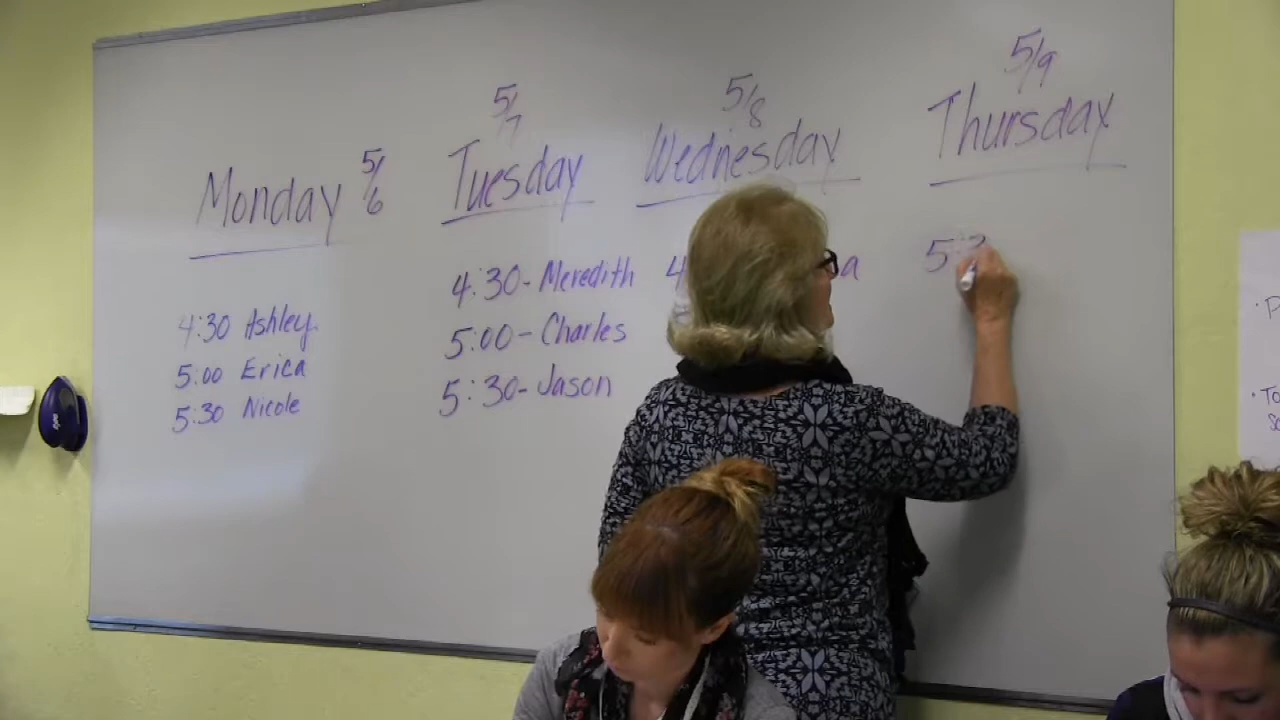 Monday 5/6
4:30 Ashley
5:00 Erica
5:30 Nicole
5/7
Tuesday
4:30 - Meredith
5:00 - Charles
5:30 - Jason
5/8
Wednesday
5/9
Thursday
expo